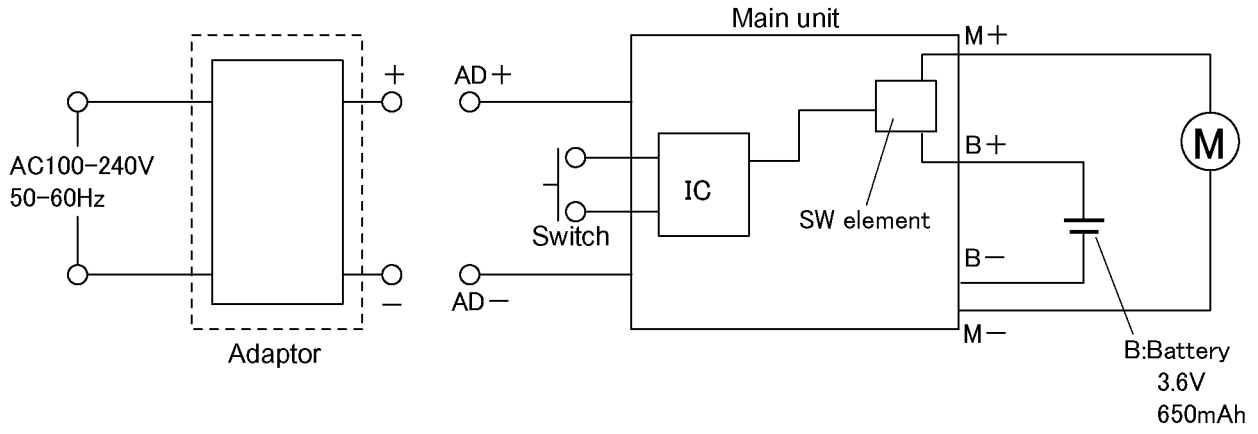 Main unit
M+
+
AD+
AC100-240V
50-60Hz
IC
B+
M
Switch
SW element
B-
-
AD-
M-
Adaptor
B:Battery
3.6V
650mAh